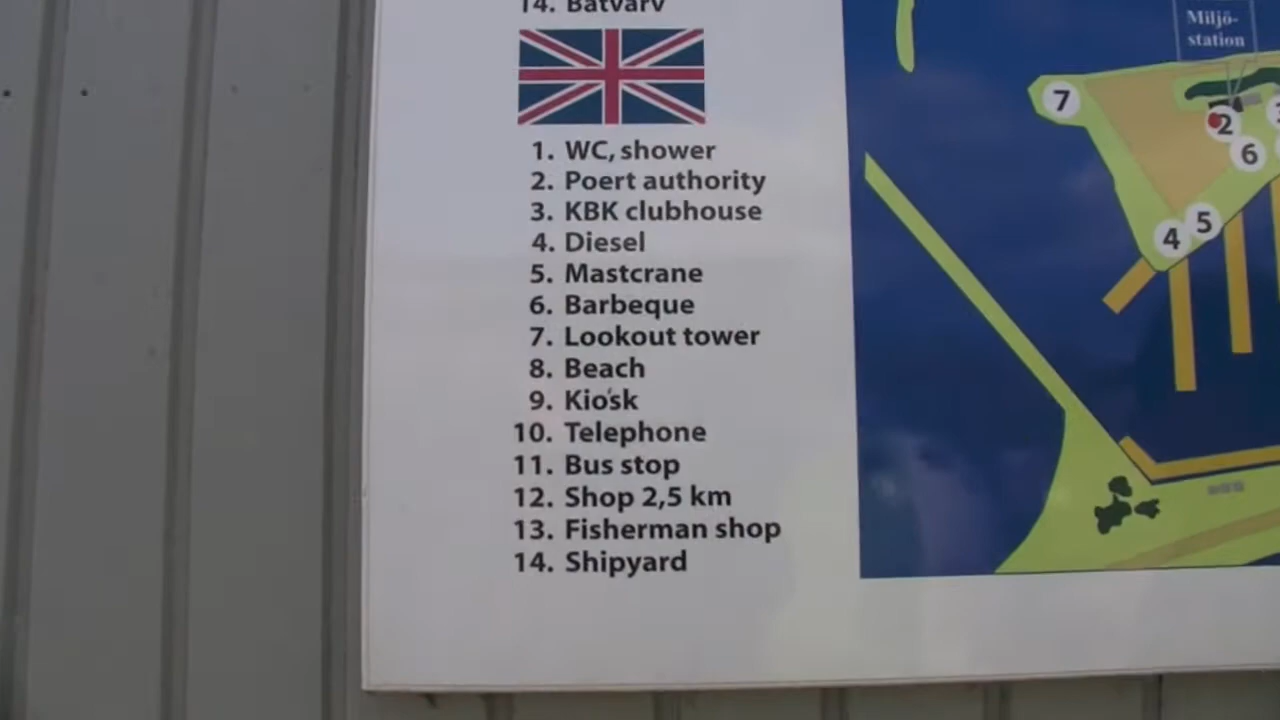 14. Båtvarv
1. WC, shower
2. Poert authority
3. KBK clubhouse
4. Diesel
5. Mastcrane
6. Barbeque
7. Lookout tower
8. Beach
9. Kiosk
10. Telephone
11. Bus stop
12. Shop 2,5 km
13. Fisherman shop
14. Shipyard
Miljö-
station
7
2
6
5
4